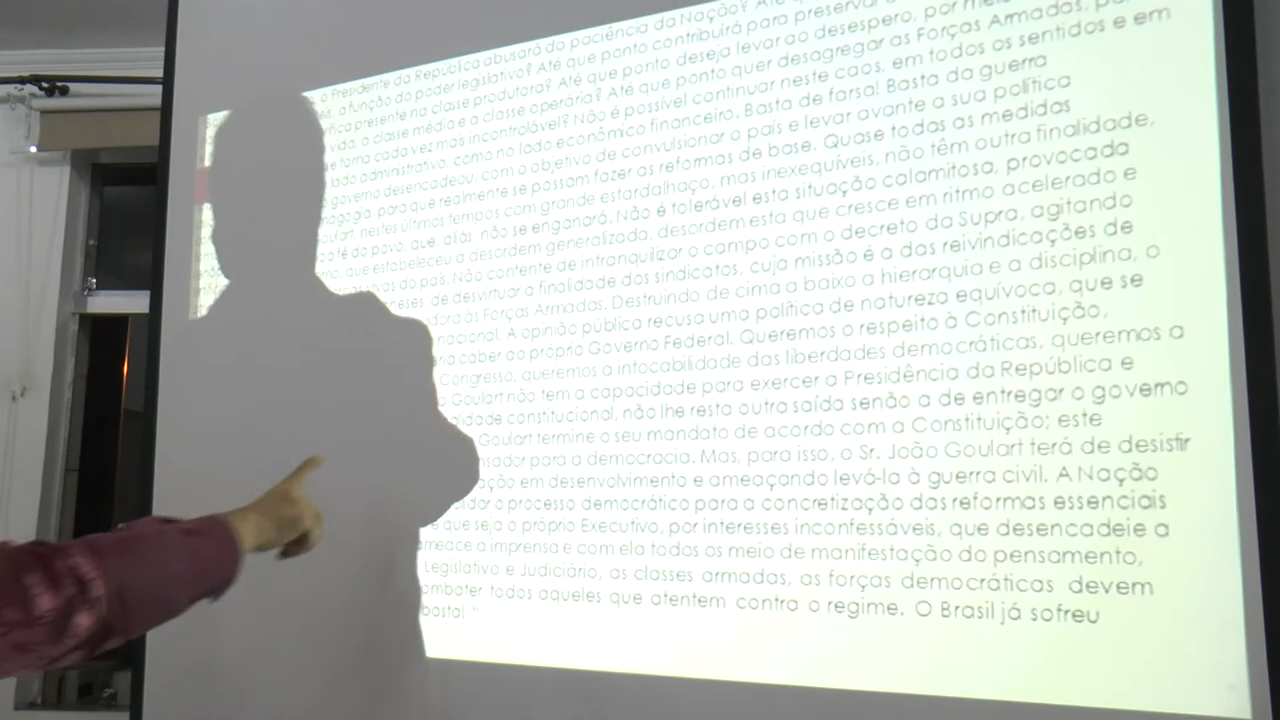 o Presidente da República abusará da paciência da Nação? Até
a função do poder legislativo? Até que ponto contribuirá para preservar
presente na classe produtora? Até que ponto deseja levar ao desespero, por
vida, a classe média e a classe operária? Até que ponto quer desagregar as Forças Armadas,
torna cada vez mais incontrolável? Não é possível continuar neste caos, em todos os sentidos e em
lado administrativo, como no lado econômico financeiro. Basta de farsa! Basta da guerra
governo desencadeou, com o objetivo de convulsionar o país e levar avante a sua política
para que realmente se possam fazer as reformas de base. Quase todas as medidas
nestes últimos tempos com grande estardalhaço, mas inexequíveis, não têm outra finalidade,
fé do povo, que, aliás, não se enganará. Não é tolerável esta situação calamitosa, provocada
que estabeleceu a desordem generalizada, desordem esta que cresce em ritmo acelerado e
do país. Não contente de intranquilizar o campo com o decreto da Supra, agitando
de desvirtuar a finalidade dos sindicatos, cuja missão é a das reivindicações de
às Forças Armadas. Destruindo de cima a baixo a hierarquia e a disciplina, o
nacional. A opinião pública recusa uma política de natureza equívoca, que se
caber ao próprio Governo Federal. Queremos o respeito à Constituição,
Congresso, queremos a intocabilidade das liberdades democráticas, queremos a
Goulart não tem a capacidade para exercer a Presidência da República e
constitucional, não lhe resta outra saída senão a de entregar o governo
Goulart termine o seu mandato de acordo com a Constituição; este
para a democracia. Mas, para isso, o Sr. João Goulart terá de desistir
em desenvolvimento e ameaçando levá-la à guerra civil. A Nação
o processo democrático para a concretização das reformas essenciais
que seja o próprio Executivo, por interesses inconfessáveis, que desencadeie a
a imprensa e com ela todos os meio de manifestação do pensamento,
Legislativo e Judiciário, as classes armadas, as forças democráticas devem
todos aqueles que atentem contra o regime. O Brasil já sofreu
basta! "